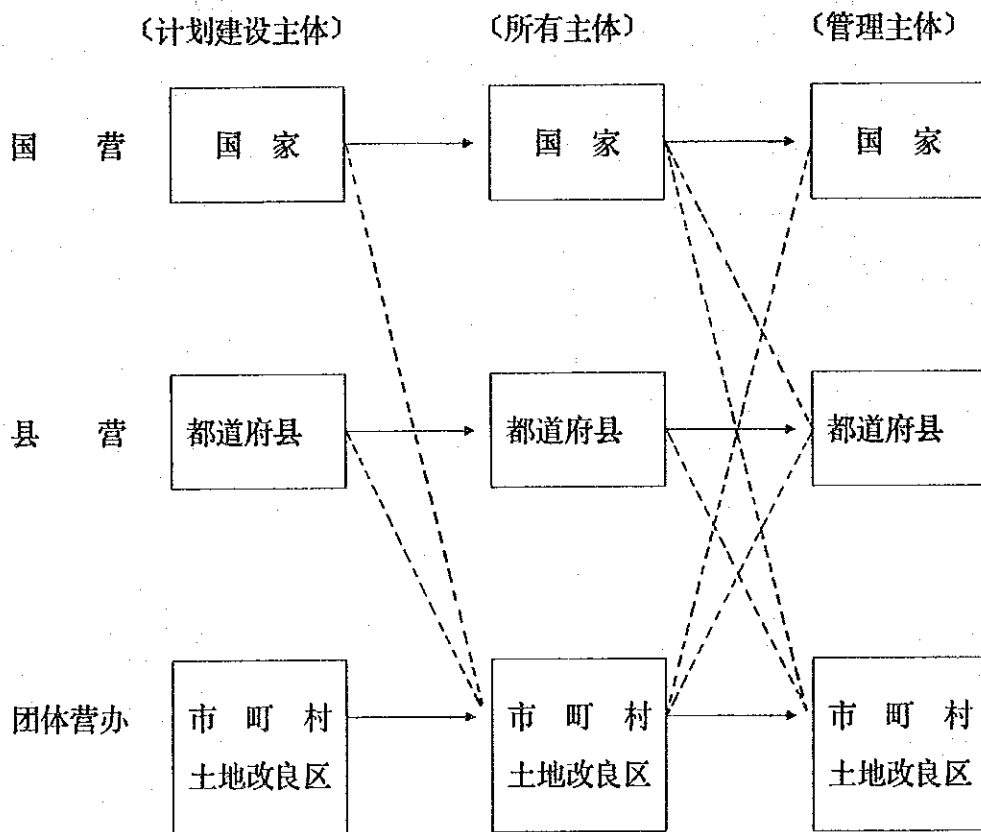 （计划建设主体） （所有主体） （管理主体）
国 营 国 家 国 家 国 家
县 营 都道府县 都道府县 都道府县
团体营办 市 町 村 市 町 村 市 町 村
土地改良区 土地改良区 土地改良区